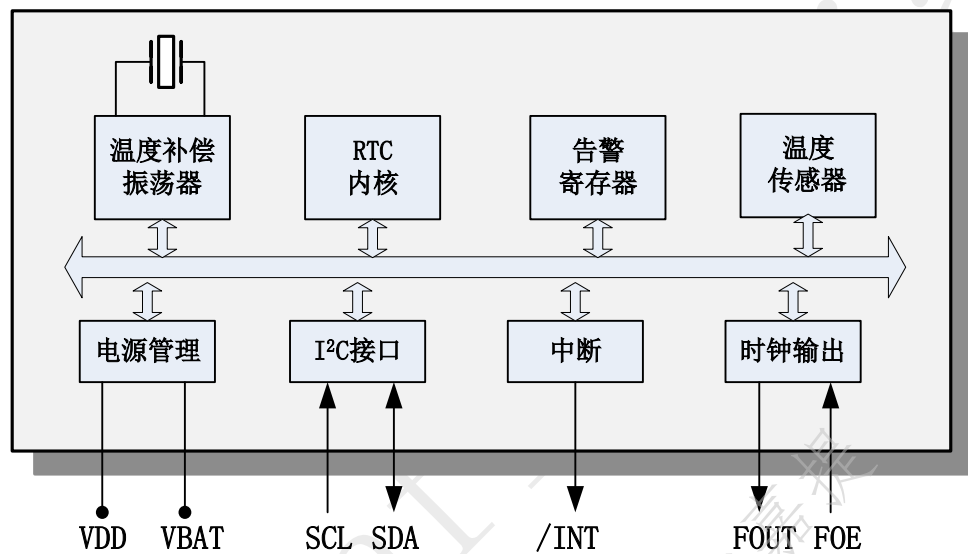 温度补偿
振荡器
RTC
内核
告警
寄存器
温度
传感器
电源管理
I²C接口
中断
时钟输出
VDD VBAT SCL SDA /INT FOUT FOE